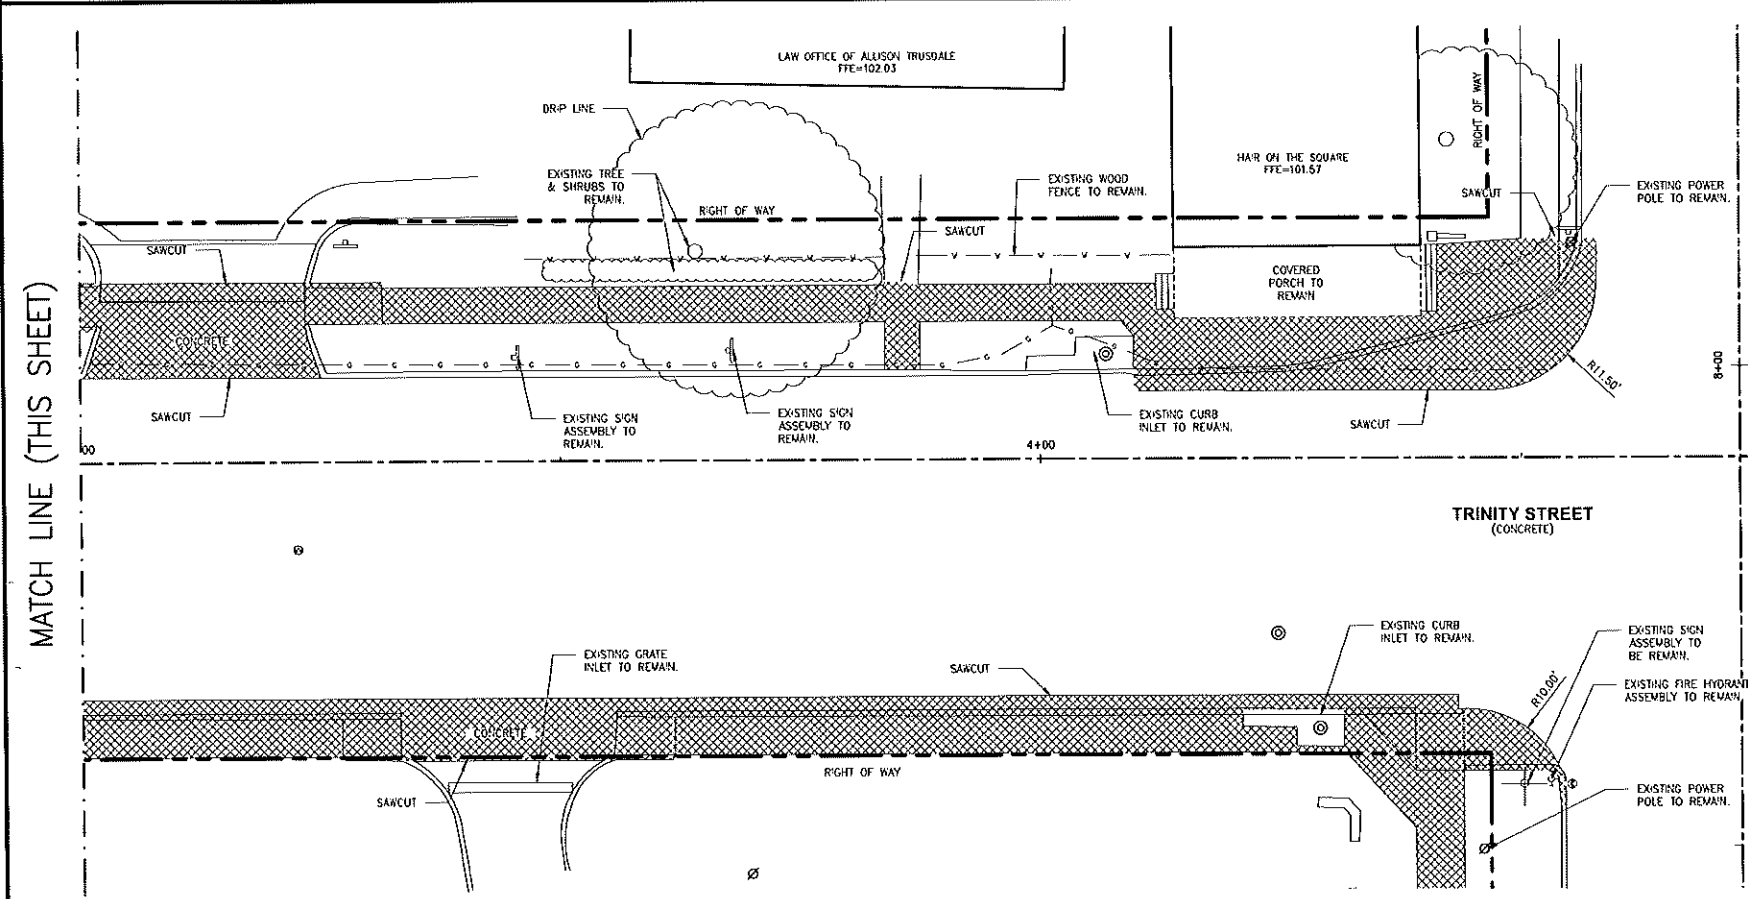 MATCH LINE (THIS SHEET)
LAW OFFICE OF ALLISON TRUSDALE
FFE=102.03
DRIP LINE
EXISTING TREE
& SHRUBS TO
REMAIN.
RIGHT OF WAY
SAWCUT
EXISTING WOOD
FENCE TO REMAIN.
HAIR ON THE SQUARE
FFE=101.57
RIGHT OF WAY
SAWCUT
EXISTING POWER
POLE TO REMAIN.
SAWCUT
COVERED
PORCH TO
REMAIN
CONCRETE
SAWCUT
EXISTING SIGN
ASSEMBLY TO
REMAIN.
EXISTING SIGN
ASSEMBLY TO
REMAIN.
EXISTING CURB
INLET TO REMAIN.
SAWCUT
R11.50'
8+00
00
4+00
TRINITY STREET
(CONCRETE)
EXISTING GRATE
INLET TO REMAIN.
SAWCUT
EXISTING CURB
INLET TO REMAIN.
EXISTING SIGN
ASSEMBLY TO
BE REMAIN.
R10.00'
EXISTING FIRE HYDRANT
ASSEMBLY TO REMAIN
CONCRETE
RIGHT OF WAY
SAWCUT
EXISTING POWER
POLE TO REMAIN.